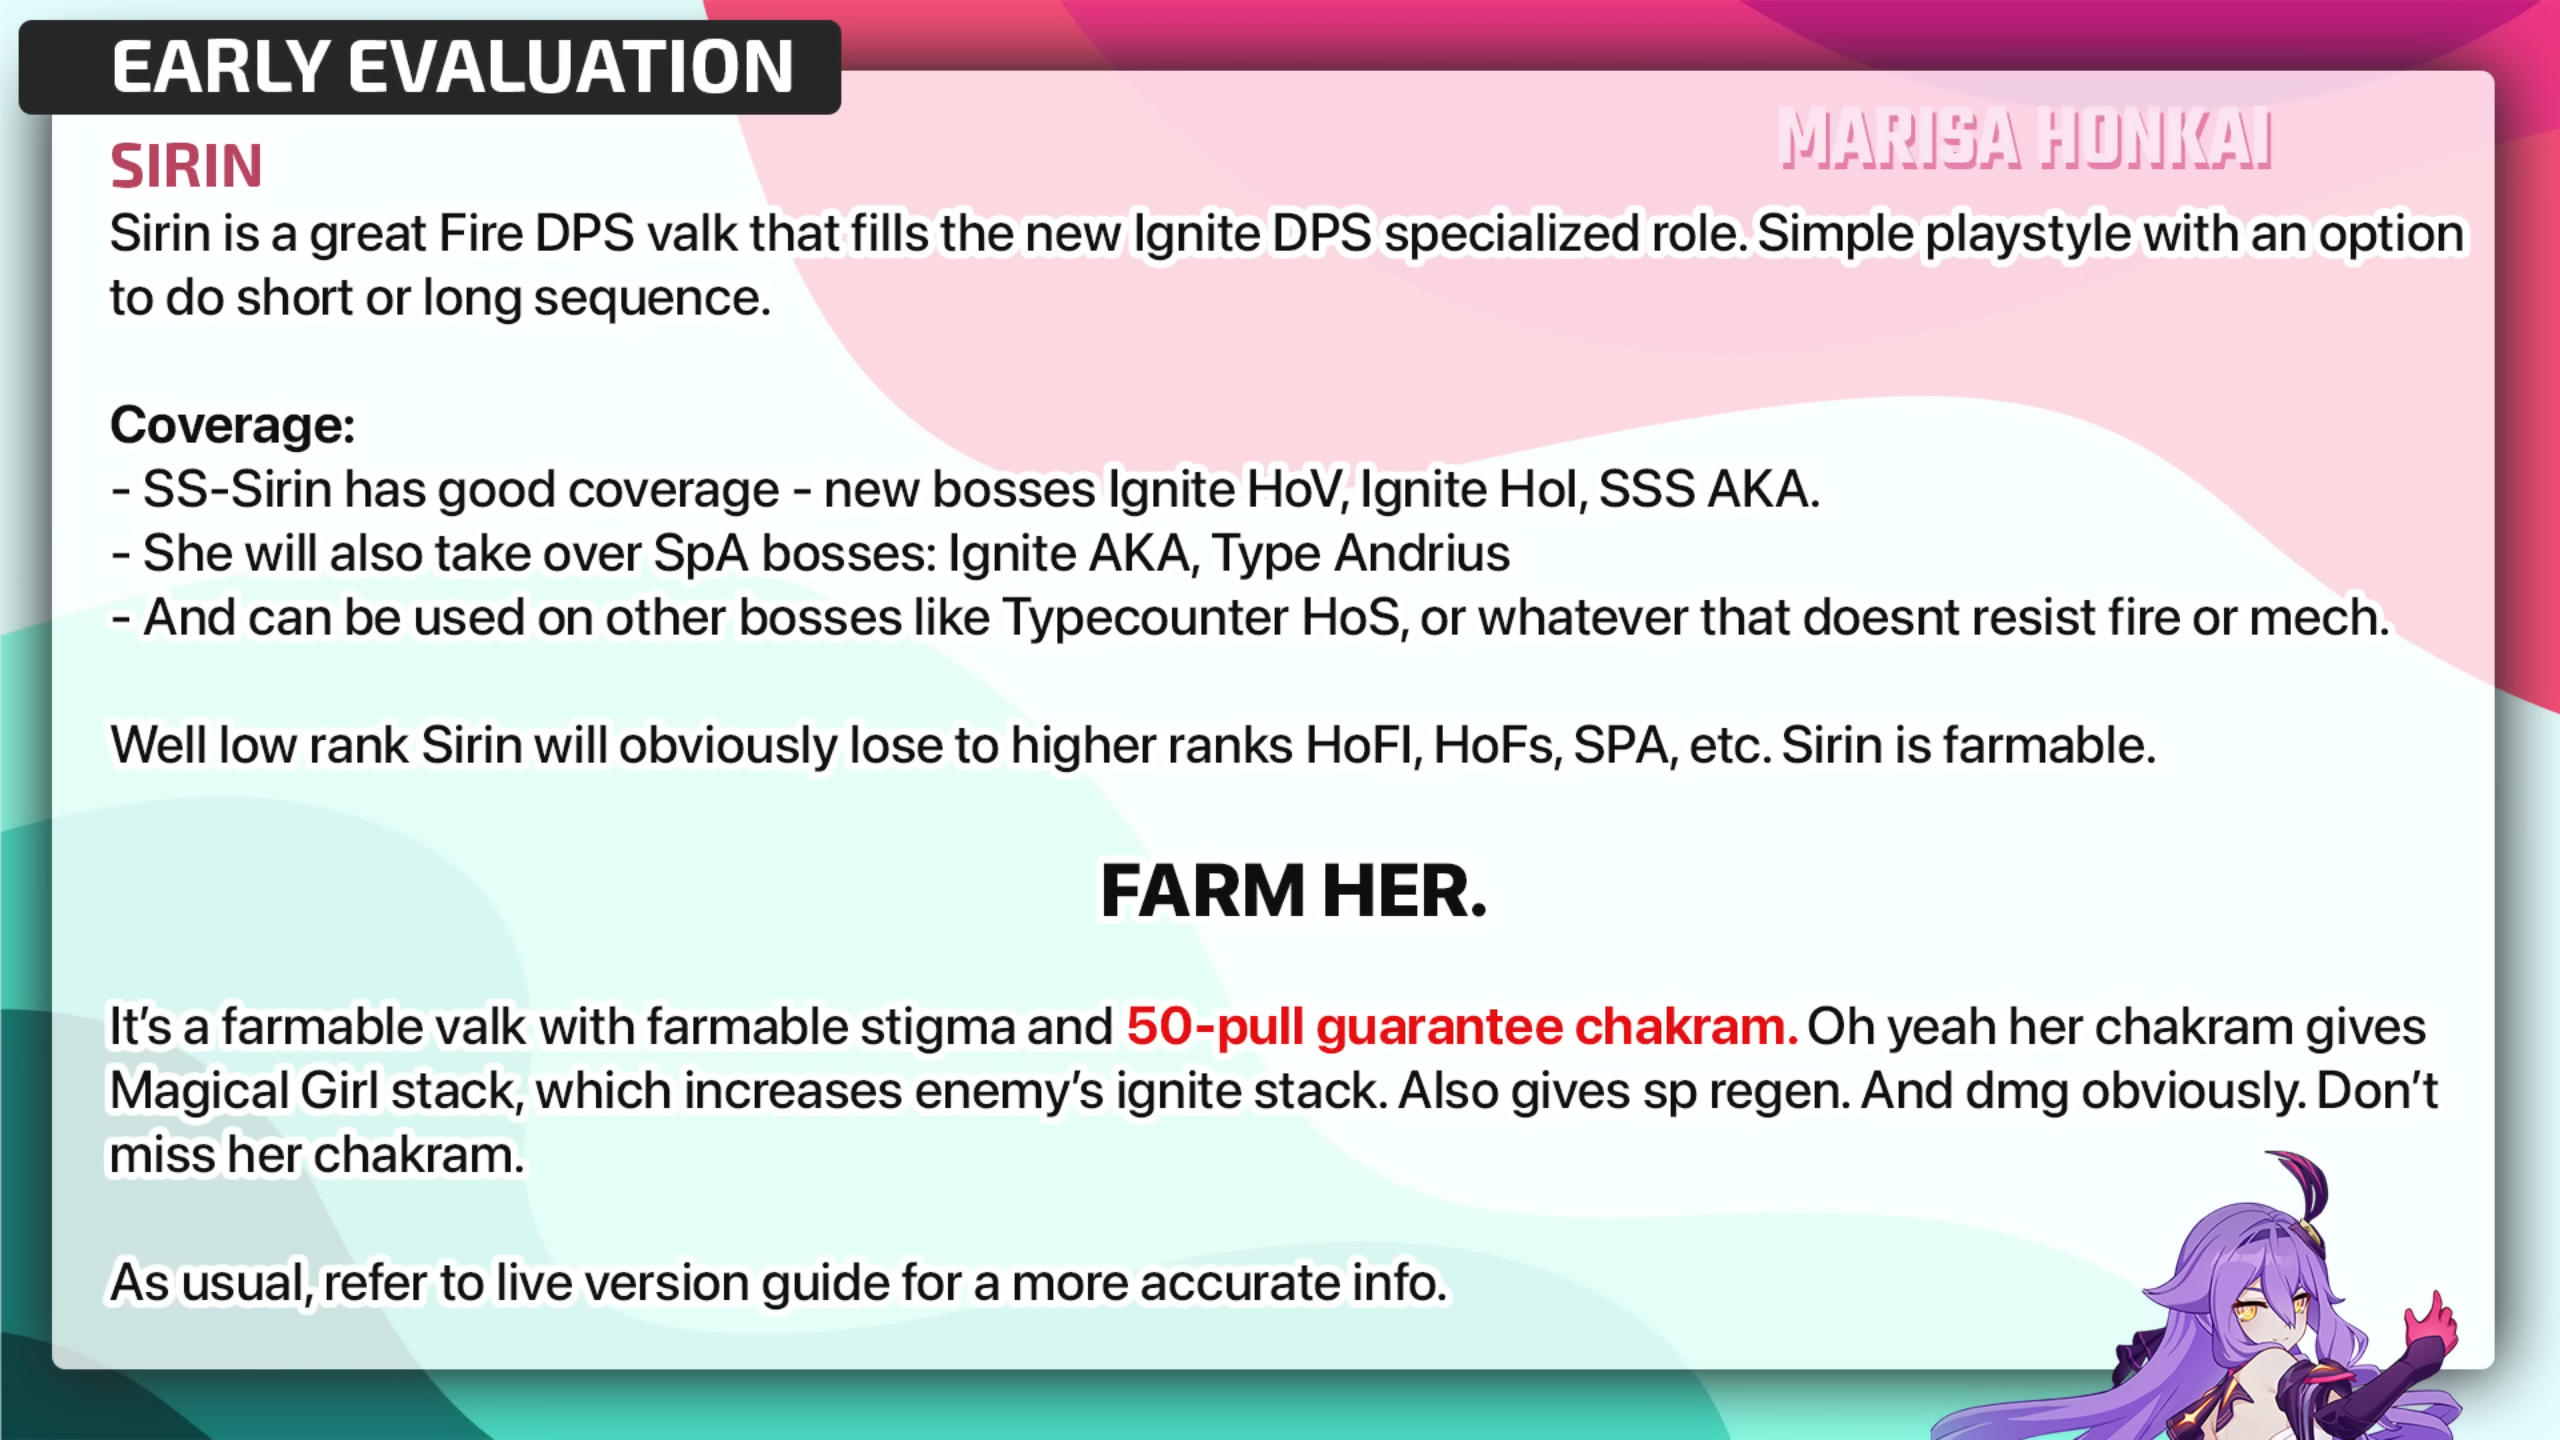 EARLY EVALUATION
MARISA HONKAI
SIRIN
Sirin is a great Fire DPS valk that fills the new Ignite DPS specialized role. Simple playstyle with an option
to do short or long sequence.
Coverage:
- SS-Sirin has good coverage - new bosses Ignite HoV, Ignite HoI, SSS AKA.
- She will also take over SpA bosses: Ignite AKA, Type Andrius
- And can be used on other bosses like Typecounter HoS, or whatever that doesnt resist fire or mech.
Well low rank Sirin will obviously lose to higher ranks HoFl, HoFs, SPA, etc. Sirin is farmable.
FARM HER.
It's a farmable valk with farmable stigma and 50-pull guarantee chakram. Oh yeah her chakram gives
Magical Girl stack, which increases enemy's ignite stack. Also gives sp regen. And dmg obviously. Don't
miss her chakram.
As usual, refer to live version guide for a more accurate info.